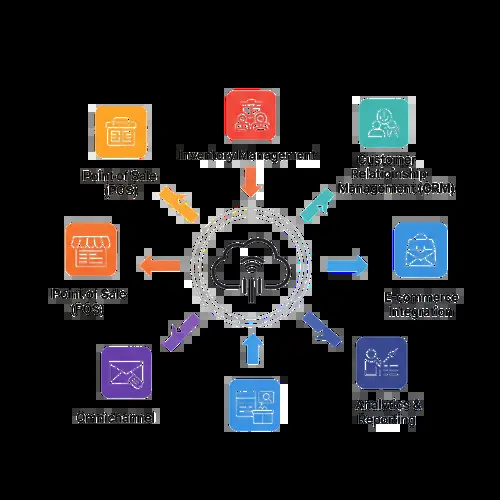 Inventory Management
Customer
Relationship
Management (CRM)
Point of Sale
(POS)
Point of Sale
(POS)
E-commerce
Integration
Omnichannel
Analytics &
Reporting